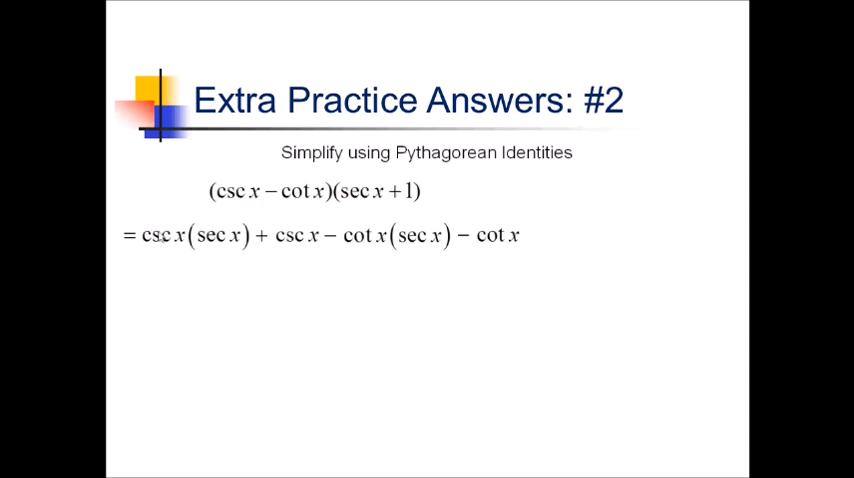 Extra Practice Answers: #2
Simplify using Pythagorean Identities
(csc x − cot x)(sec x + 1)
= csc x(sec x) + csc x − cot x(sec x) − cot x